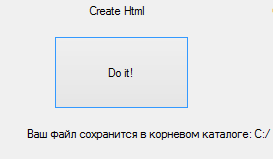 Create Html
Do it!
Ваш файл сохранится в корневом каталоге: C:/